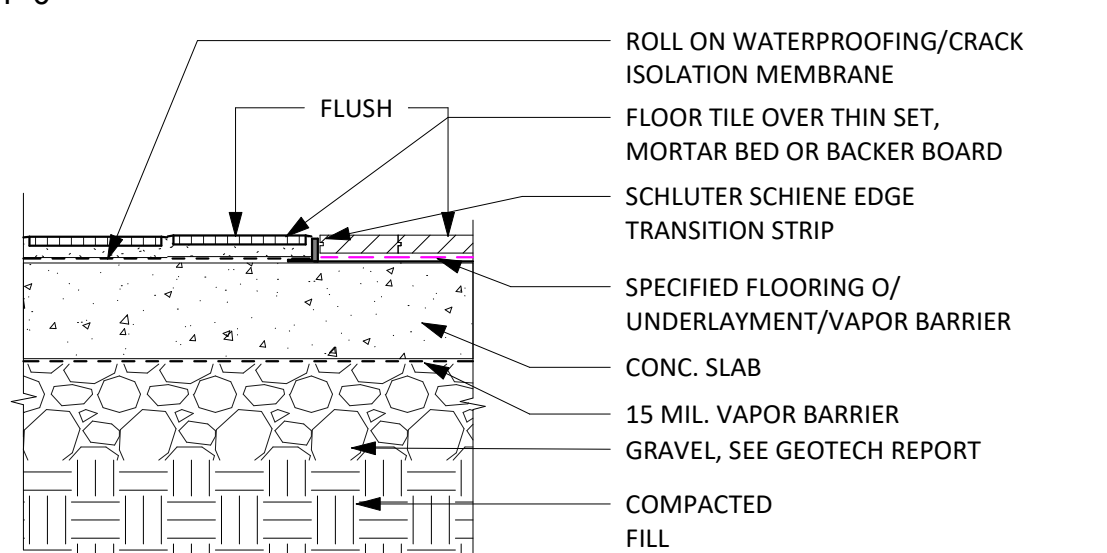 ROLL ON WATERPROOFING/CRACK
ISOLATION MEMBRANE
FLUSH
FLOOR TILE OVER THIN SET,
MORTAR BED OR BACKER BOARD
SCHLUTER SCHIENE EDGE
TRANSITION STRIP
SPECIFIED FLOORING O/
UNDERLAYMENT/VAPOR BARRIER
CONC. SLAB
15 MIL. VAPOR BARRIER
GRAVEL, SEE GEOTECH REPORT
COMPACTED
FILL